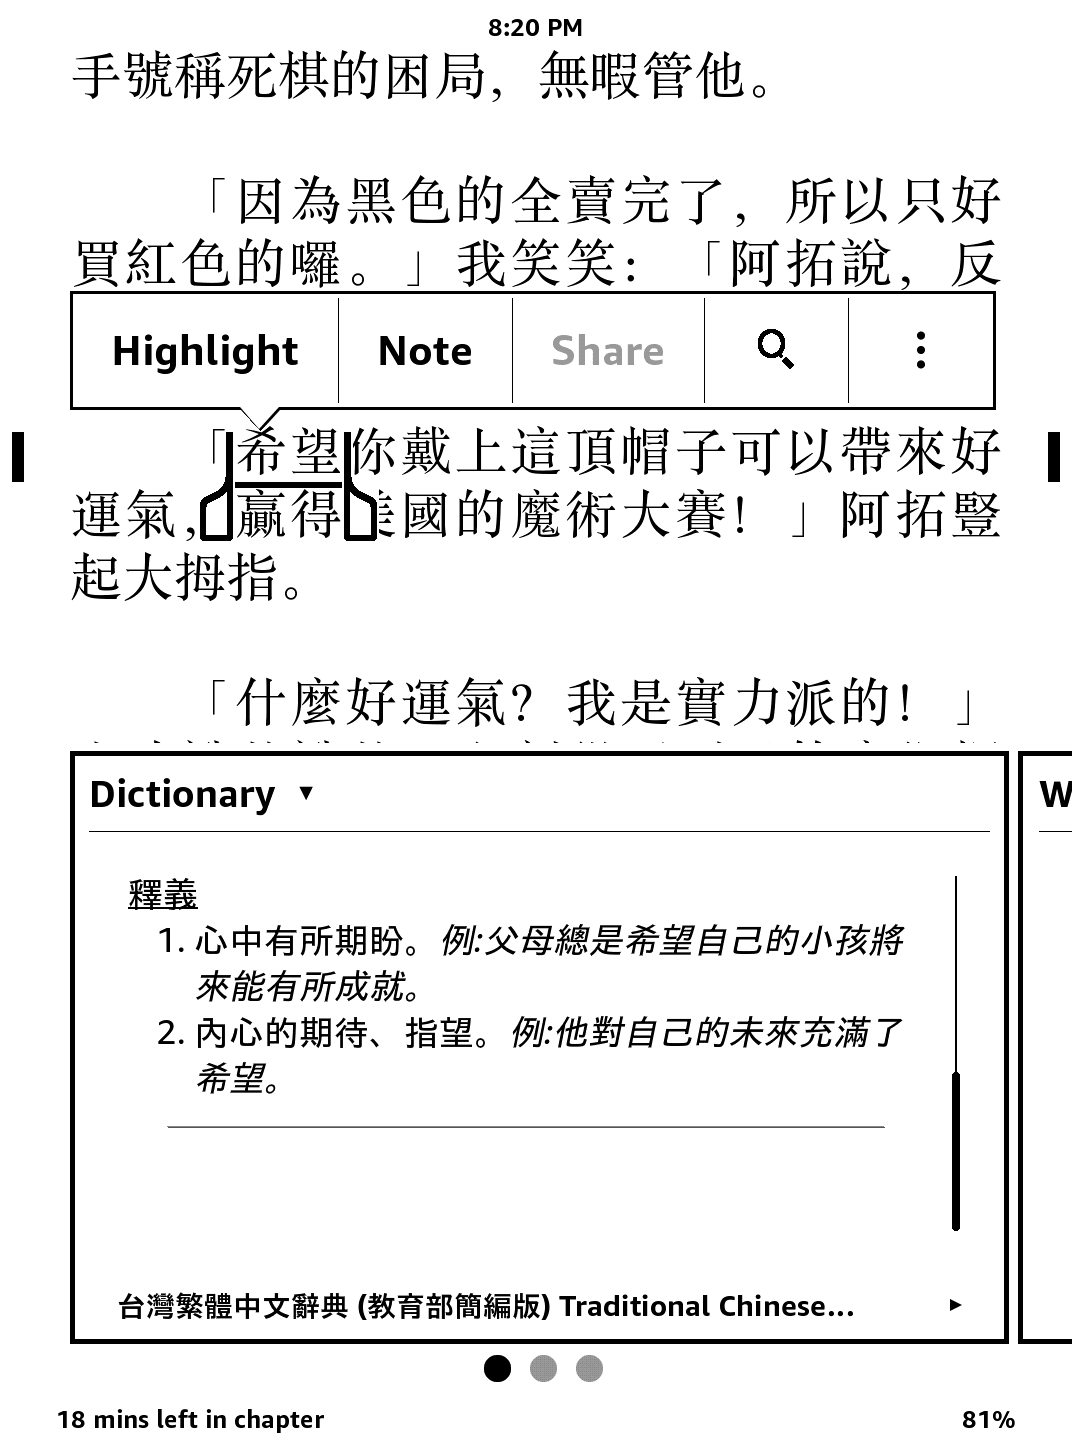 8:20 PM
手號稱死棋的困局，無暇管他。
「因為黑色的全賣完了，所以只好
買紅色的囉。」我笑笑：「阿拓說，反
Highlight Note Share
「希望你戴上這頂帽子可以帶來好
運氣，贏得美國的魔術大賽！」阿拓豎
起大拇指。
「什麼好運氣？我是實力派的！」
Dictionary ▼ W
釋義
1. 心中有所期盼。例:父母總是希望自己的小孩將
來能有所成就。
2. 內心的期待、指望。例:他對自己的未來充滿了
希望。
台灣繁體中文辭典 (教育部簡編版) Traditional Chinese...
18 mins left in chapter 81%